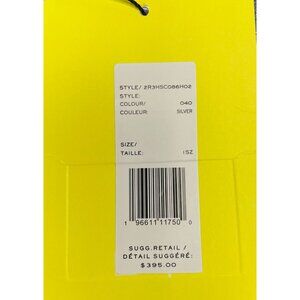 STYLE/ 2R3HSCG86H02
STYLE:
COLOUR/ 040
COULEUR: SILVER
SIZE/
TAILLE: 1SZ
1 96611 11750 0
SUGG.RETAIL /
DÉTAIL SUGGÉRÉ:
$395.00